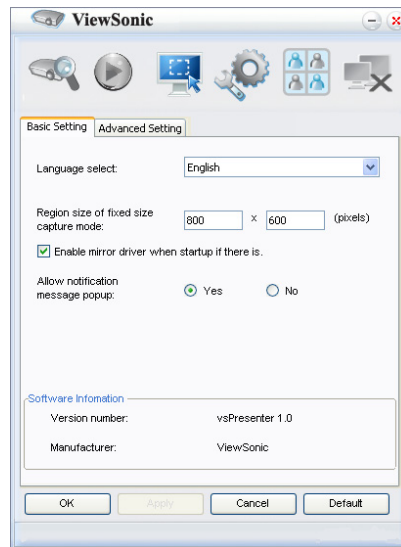 ViewSonic
Basic Setting Advanced Setting
Language select: English
Region size of fixed size
capture mode: 800 x 600 (pixels)
Enable mirror driver when startup if there is.
Allow notification
message popup: Yes No
Software Infomation
Version number: vsPresenter 1.0
Manufacturer: ViewSonic
OK Apply Cancel Default